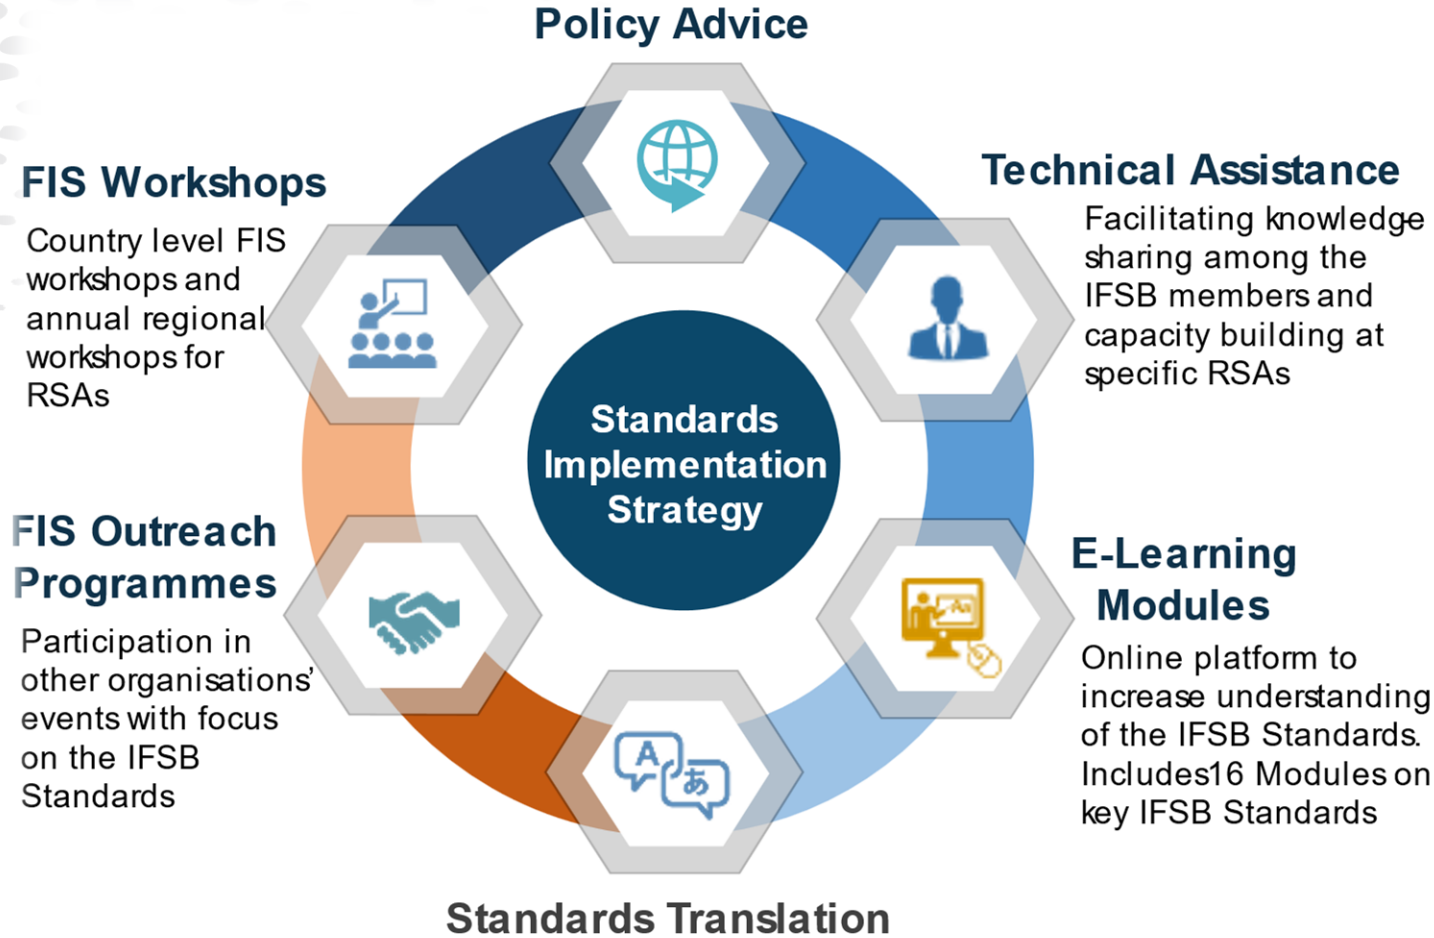 Policy Advice
FIS Workshops
Country level FIS
workshops and
annual regional
workshops for
RSAs
Technical Assistance
Facilitating knowledge
sharing among the
IFSB members and
capacity building at
specific RSAs
Standards
Implementation
Strategy
FIS Outreach
Programmes
Participation in
other organisations’
events with focus
on the IFSB
Standards
E-Learning
Modules
Online platform to
increase understanding
of the IFSB Standards.
Includes16 Modules on
key IFSB Standards
Aa
A
あ
Standards Translation